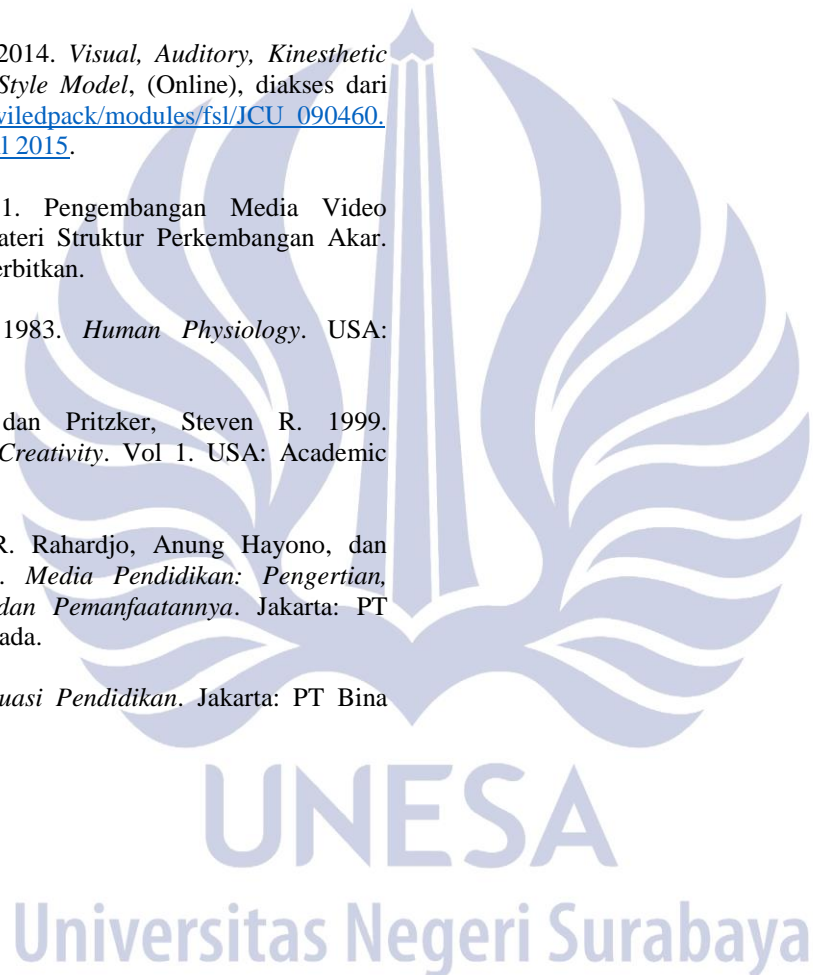 2014. Visual, Auditory, Kinesthetic
Style Model, (Online), diakses dari
viledpack/modules/fsl/JCU_090460.
l 2015.
1. Pengembangan Media Video
ateri Struktur Perkembangan Akar.
erbitkan.
1983. Human Physiology. USA:
dan Pritzker, Steven R. 1999.
Creativity. Vol 1. USA: Academic
R. Rahardjo, Anung Hayono, dan
. Media Pendidikan: Pengertian,
dan Pemanfaatannya. Jakarta: PT
ada.
uasi Pendidikan. Jakarta: PT Bina
UNESA
Universitas Negeri Surabaya